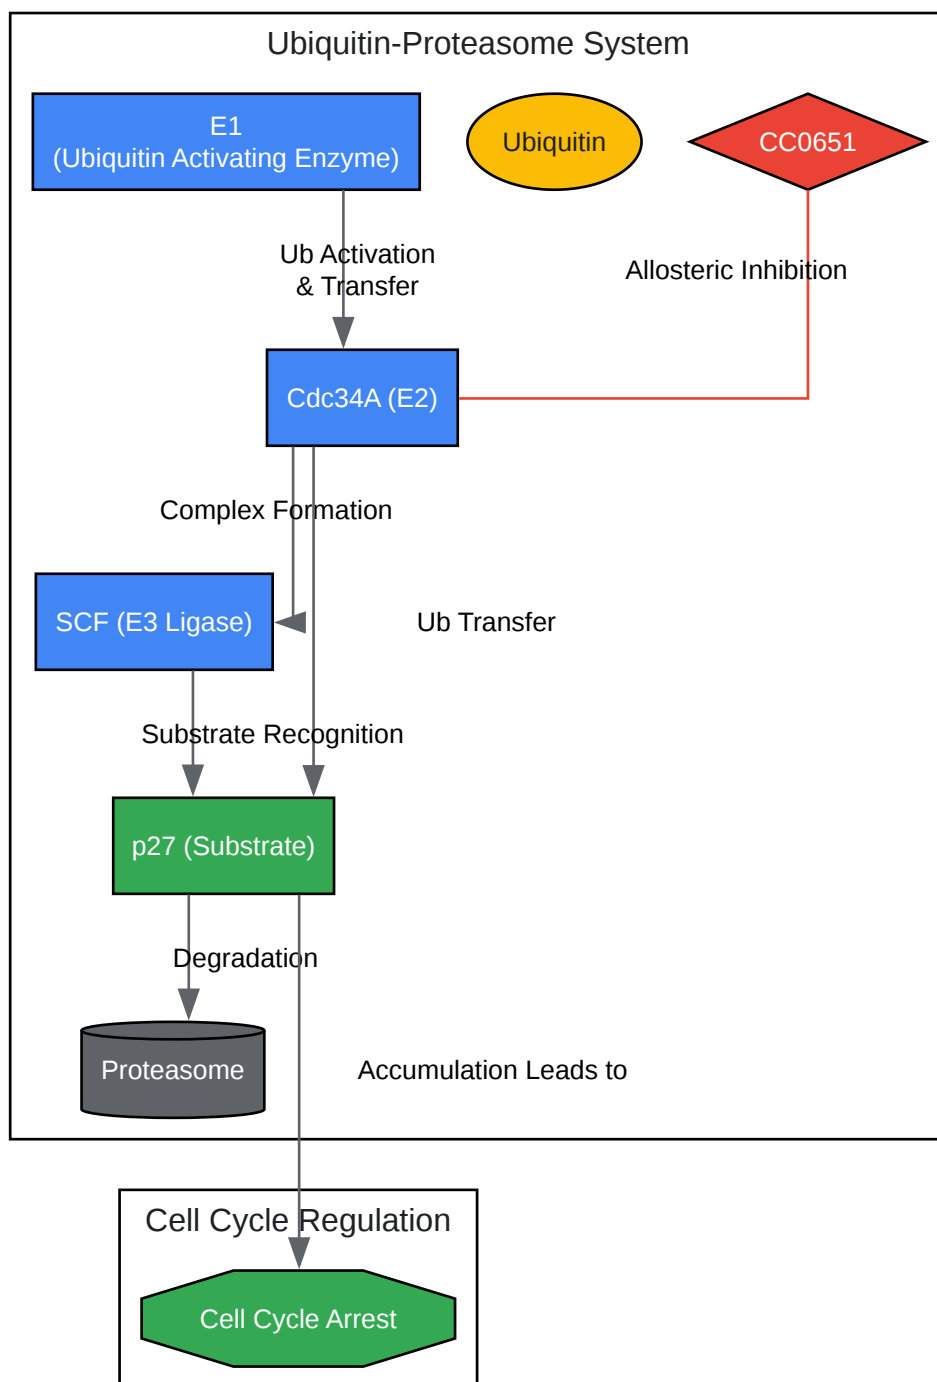 Ubiquitin-Proteasome System
E1
(Ubiquitin Activating Enzyme)
Ubiquitin
CC0651
Ub Activation
& Transfer
Allosteric Inhibition
Cdc34A (E2)
Complex Formation
SCF (E3 Ligase)
Ub Transfer
Substrate Recognition
p27 (Substrate)
Degradation
Proteasome
Accumulation Leads to
Cell Cycle Regulation
Cell Cycle Arrest